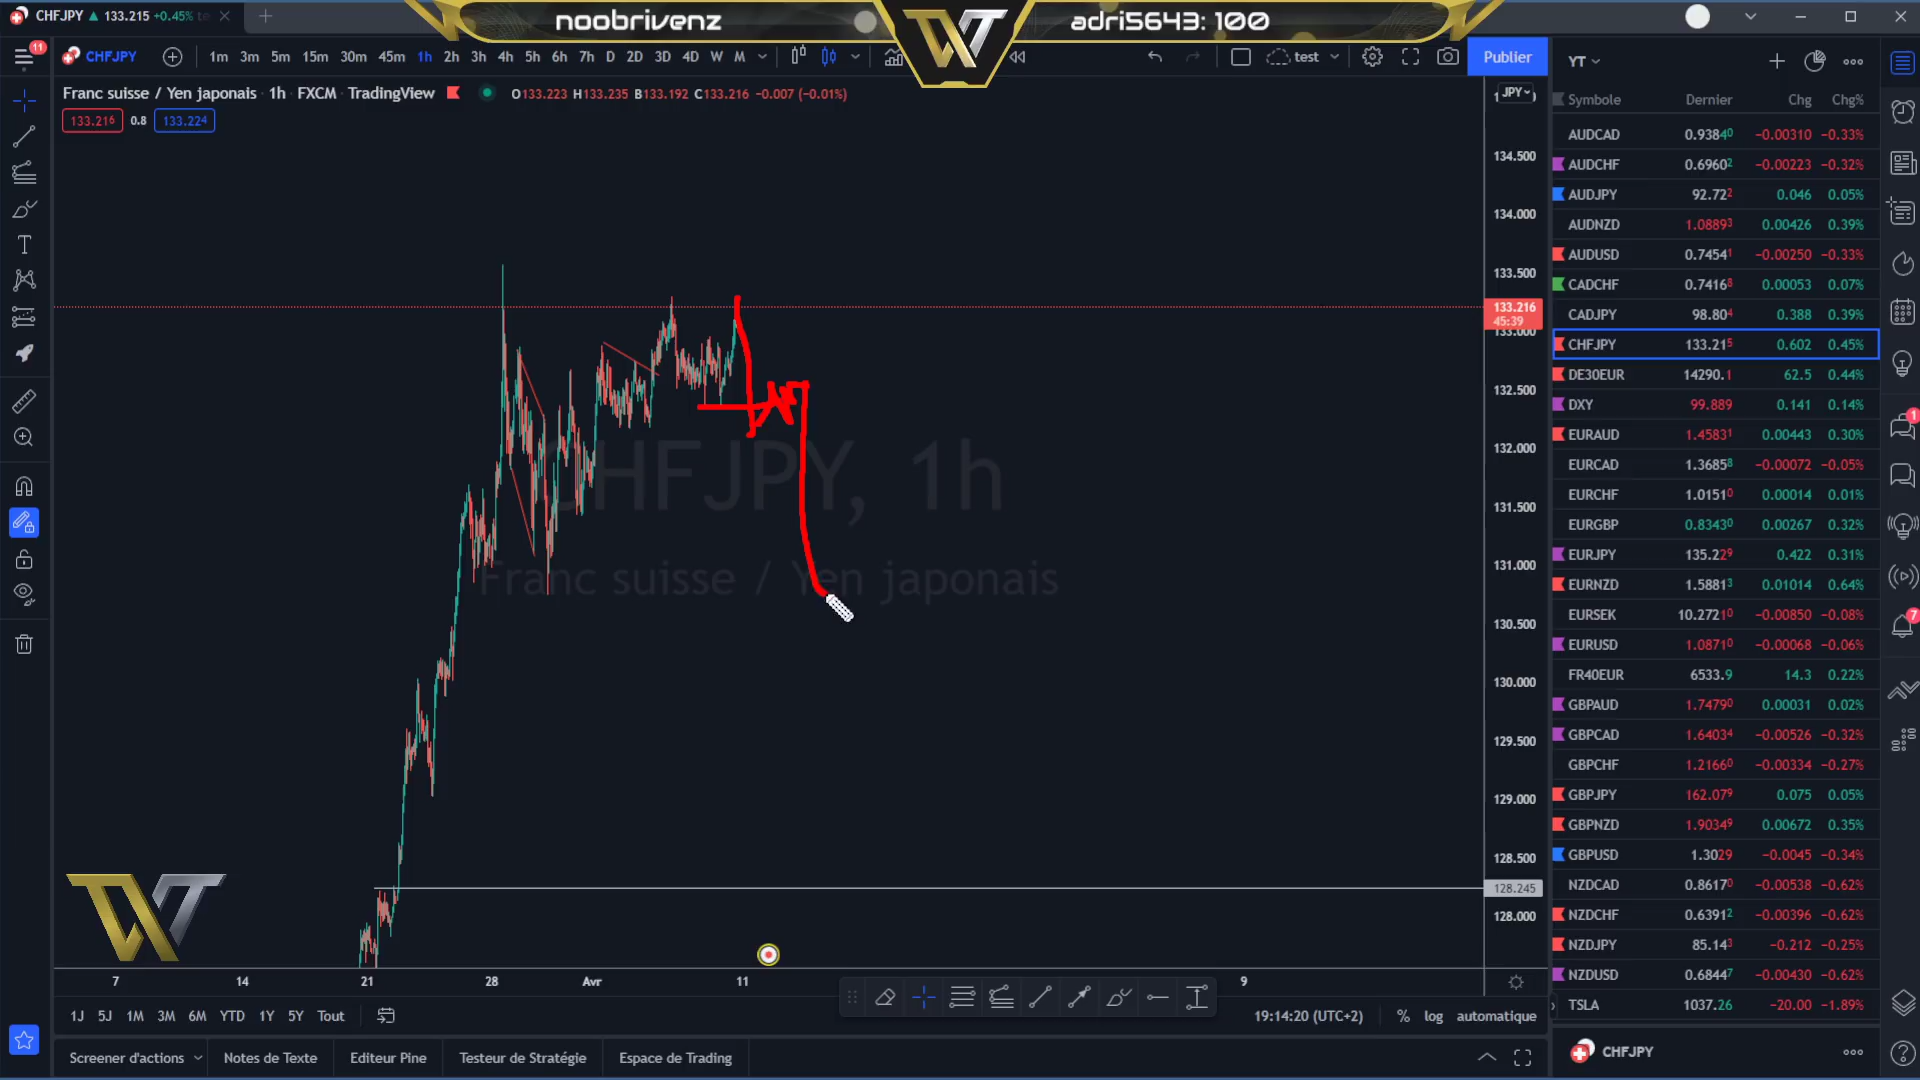 CHFJPY ▲ 133.215 +0.45%
noobrivenz
adri5643: 100
11
CHFJPY
1m 3m 5m 15m 30m 45m 1h 2h 3h 4h 5h 6h 7h D 2D 3D 4D W M
test
Publier
YT
Franc suisse / Yen japonais · 1h · FXCM · TradingView
O133.223 H133.235 B133.192 C133.216 −0.007 (−0.01%)
133.216 0.8 133.224
JPY
134.500
134.000
133.500
133.216
45:39
133.000
132.500
132.000
131.500
131.000
130.500
130.000
129.500
129.000
128.500
128.245
128.000
CHFJPY, 1h
Franc suisse / Yen japonais
WT
7 14 21 28 Avr 11 9
1J 5J 1M 3M 6M YTD 1Y 5Y Tout
19:14:20 (UTC+2) % log automatique
Screener d'actions
Notes de Texte
Editeur Pine
Testeur de Stratégie
Espace de Trading
Symbole Dernier Chg Chg%
AUDCAD 0.93840 −0.00310 −0.33%
AUDCHF 0.69602 −0.00223 −0.32%
AUDJPY 92.722 0.046 0.05%
AUDNZD 1.08893 0.00426 0.39%
AUDUSD 0.74541 −0.00250 −0.33%
CADCHF 0.74168 0.00053 0.07%
CADJPY 98.804 0.388 0.39%
CHFJPY 133.215 0.602 0.45%
DE30EUR 14290.1 62.5 0.44%
DXY 99.889 0.141 0.14%
EURAUD 1.45831 0.00443 0.30%
EURCAD 1.36858 −0.00072 −0.05%
EURCHF 1.01510 0.00014 0.01%
EURGBP 0.83430 0.00267 0.32%
EURJPY 135.229 0.422 0.31%
EURNZD 1.58813 0.01014 0.64%
EURSEK 10.27210 −0.00850 −0.08%
EURUSD 1.08710 −0.00068 −0.06%
FR40EUR 6533.9 14.3 0.22%
GBPAUD 1.74790 0.00031 0.02%
GBPCAD 1.64034 −0.00526 −0.32%
GBPCHF 1.21660 −0.00334 −0.27%
GBPJPY 162.079 0.075 0.05%
GBPNZD 1.90349 0.00672 0.35%
GBPUSD 1.3029 −0.0045 −0.34%
NZDCAD 0.86170 −0.00538 −0.62%
NZDCHF 0.63912 −0.00396 −0.62%
NZDJPY 85.143 −0.212 −0.25%
NZDUSD 0.68447 −0.00430 −0.62%
TSLA 1037.26 −20.00 −1.89%
CHFJPY
1
7